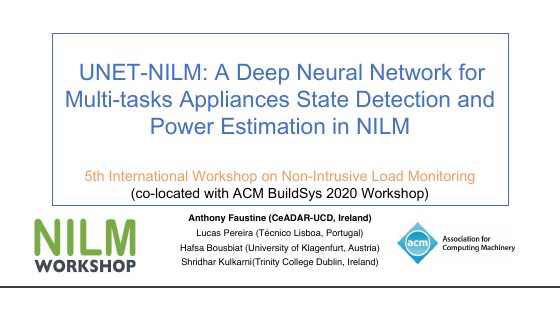 UNET-NILM: A Deep Neural Network for
Multi-tasks Appliances State Detection and
Power Estimation in NILM
5th International Workshop on Non-Intrusive Load Monitoring
(co-located with ACM BuildSys 2020 Workshop)
Anthony Faustine (CeADAR-UCD, Ireland)
Lucas Pereira (Técnico Lisboa, Portugal)
Hafsa Bousbiat (University of Klagenfurt, Austria)
Shridhar Kulkarni(Trinity College Dublin, Ireland)
NILM
WORKSHOP
acm
Association for
Computing Machinery